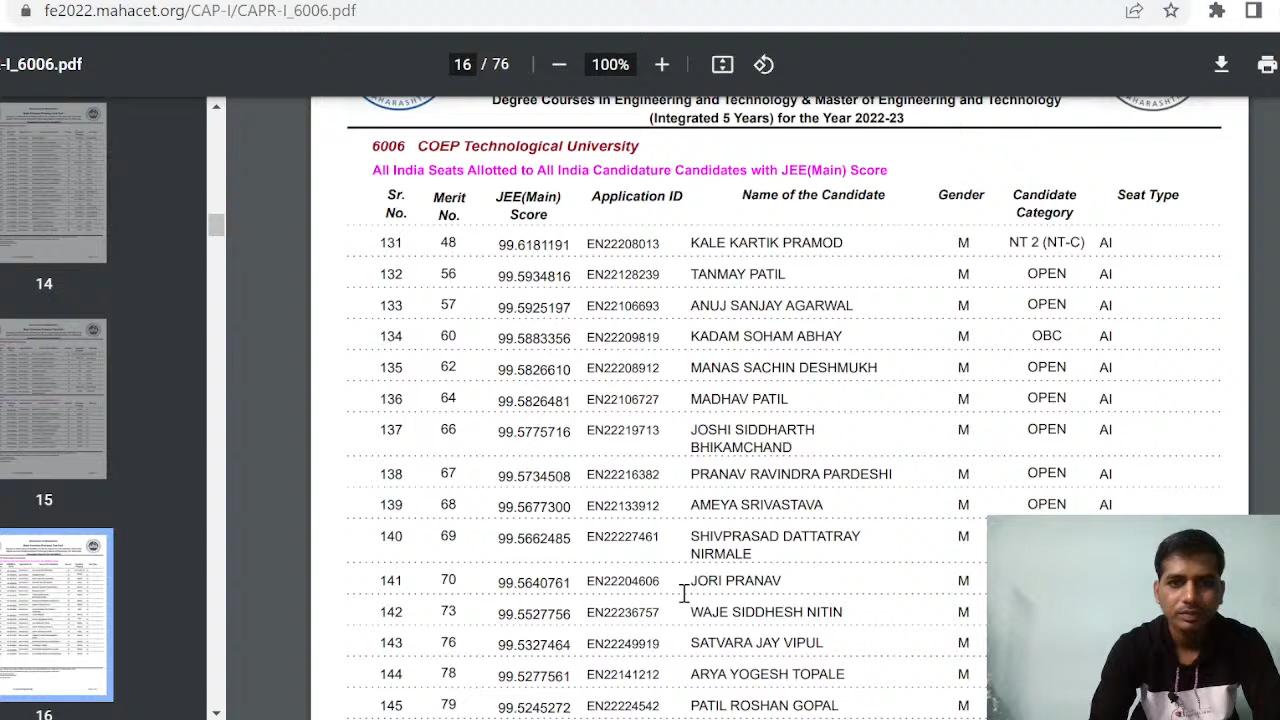 fe2022.mahacet.org/CAP-I/CAPR-I_6006.pdf
-I_6006.pdf
16 / 76
100%
14
15
16
Degree Courses in Engineering and Technology & Master of Engineering and Technology
(Integrated 5 Years) for the Year 2022-23
6006 COEP Technological University
All India Seats Allotted to All India Candidature Candidates with JEE(Main) Score
Sr. No. Merit No. JEE(Main) Score Application ID Name of the Candidate Gender Candidate Category Seat Type
131 48 99.6181191 EN22208013 KALE KARTIK PRAMOD M NT 2 (NT-C) AI
132 56 99.5934816 EN22128239 TANMAY PATIL M OPEN AI
133 57 99.5925197 EN22106693 ANUJ SANJAY AGARWAL M OPEN AI
134 60 99.5883356 EN22209819 KADAM SOHAM ABHAY M OBC AI
135 62 99.5826610 EN22208912 MANAS SACHIN DESHMUKH M OPEN AI
136 64 99.5826481 EN22106727 MADHAV PATIL M OPEN AI
137 66 99.5775716 EN22219713 JOSHI SIDDHARTH M OPEN AI
BHIKAMCHAND
138 67 99.5734508 EN22216382 PRANAV RAVINDRA PARDESHI M OPEN AI
139 68 99.5677300 EN22133912 AMEYA SRIVASTAVA M OPEN AI
140 69 99.5662485 EN22227461 SHIVPRASAD DATTATRAY M
NIRMALE
141 70 99.5640761 EN22204606 JORI PRANAV M
142 73 99.5527756 EN22236757 WAJE SIDDHESH NITIN M
143 76 99.5327464 EN22249919 SATVARA JAY VIPUL M
144 78 99.5277561 EN22141212 ARYA YOGESH TOPALE M
145 79 99.5245272 EN22224542 PATIL ROSHAN GOPAL M